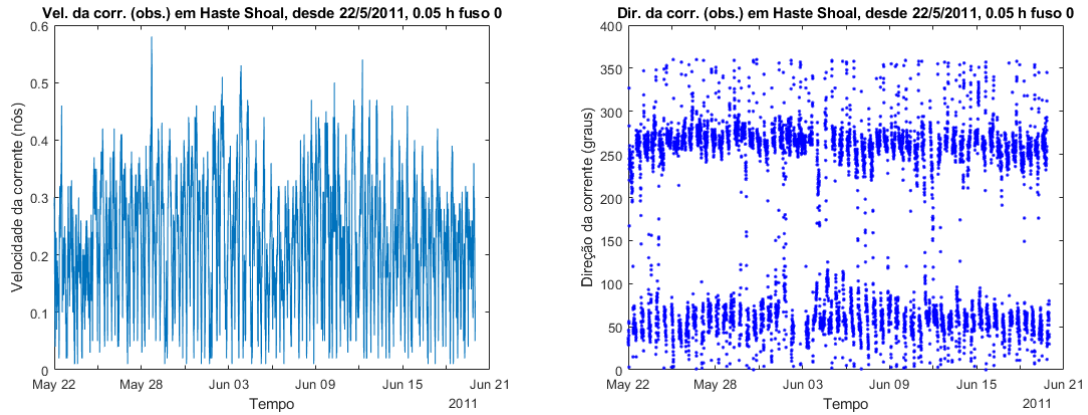 Vel. da corr. (obs.) em Haste Shoal, desde 22/5/2011, 0.05 h fuso 0
0.6
0.5
0.4
0.3
0.2
0.1
0
Velocidade da corrente (nós)
May 22 May 28 Jun 03 Jun 09 Jun 15 Jun 21
Tempo 2011
Dir. da corr. (obs.) em Haste Shoal, desde 22/5/2011, 0.05 h fuso 0
400
350
300
250
200
150
100
50
0
Direção da corrente (graus)
May 22 May 28 Jun 03 Jun 09 Jun 15 Jun 21
Tempo 2011